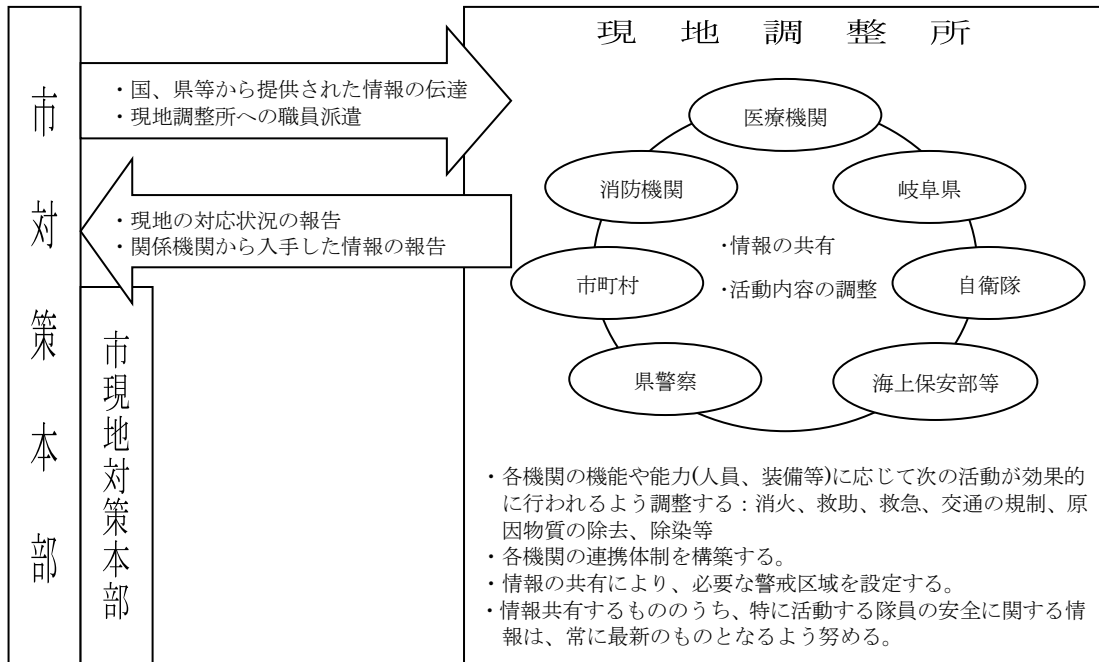 市対策本部
市現地対策本部
・国、県等から提供された情報の伝達
・現地調整所への職員派遣
・現地の対応状況の報告
・関係機関から入手した情報の報告
現地調整所
医療機関
消防機関
岐阜県
市町村
・情報の共有
・活動内容の調整
自衛隊
県警察
海上保安部等
・各機関の機能や能力(人員、装備等)に応じて次の活動が効果的
に行われるよう調整する：消火、救助、救急、交通の規制、原
因物質の除去、除染等
・各機関の連携体制を構築する。
・情報の共有により、必要な警戒区域を設定する。
・情報共有するもののうち、特に活動する隊員の安全に関する情
報は、常に最新のものとなるよう努める。